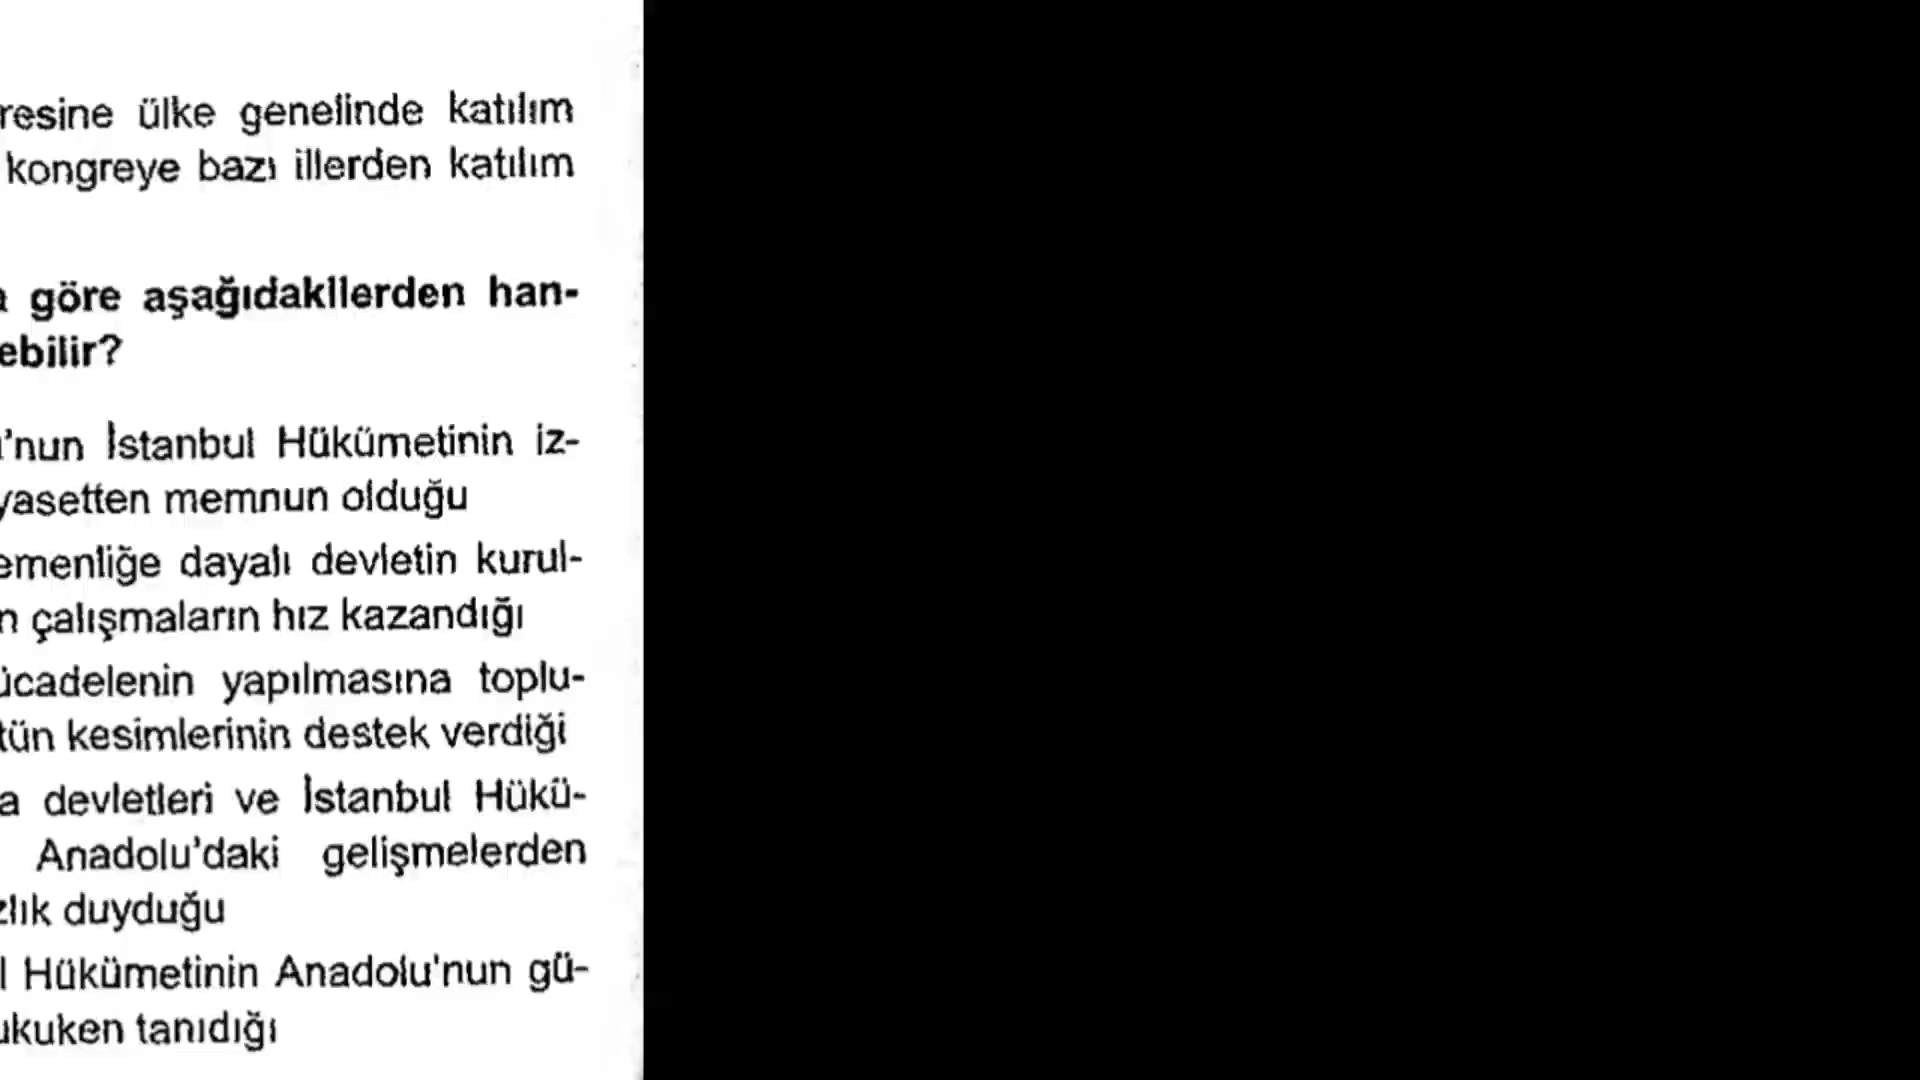 resine ülke genelinde katılım
kongreye bazı illerden katılım
göre aşağıdakilerden han-
ebilir?
'nun İstanbul Hükümetinin iz-
yasetten memnun olduğu
emenliğe dayalı devletin kurul-
n çalışmaların hız kazandığı
ücadelenin yapılmasına toplu-
tün kesimlerinin destek verdiği
a devletleri ve İstanbul Hükü-
Anadolu'daki gelişmelerden
zlık duyduğu
l Hükümetinin Anadolu'nun gü-
ukuken tanıdığı